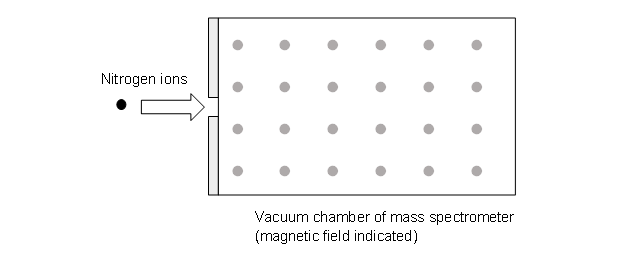 Nitrogen ions
Vacuum chamber of mass spectrometer
(magnetic field indicated)